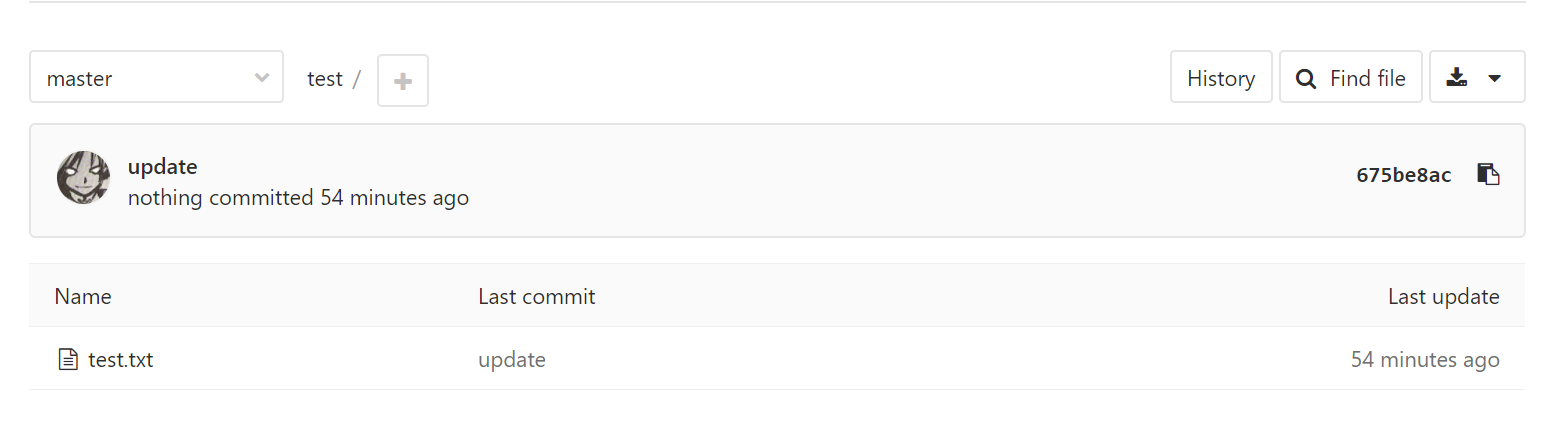 master test / History Find file
update
nothing committed 54 minutes ago
675be8ac
Name Last commit Last update
test.txt update 54 minutes ago